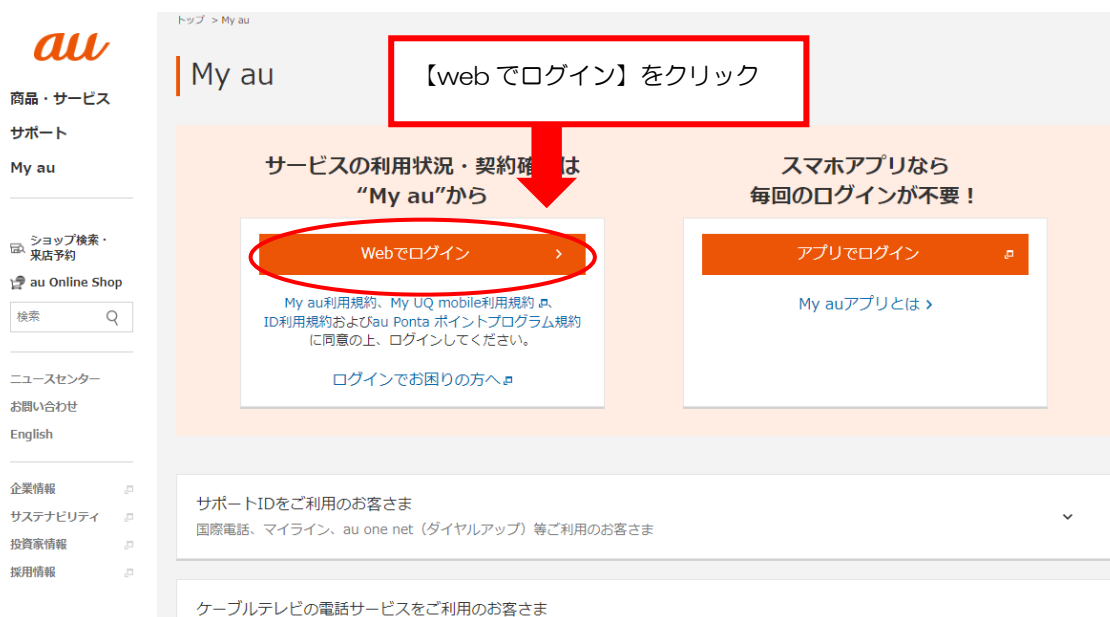 au
商品・サービス
サポート
My au
ショップ検索・
来店予約
au Online Shop
検索
ニュースセンター
お問い合わせ
English
企業情報
サステナビリティ
投資家情報
採用情報
トップ > My au
My au
【web でログイン】をクリック
サービスの利用状況・契約確 は
“My au”から
Webでログイン
My au利用規約、My UQ mobile利用規約、
ID利用規約およびau Ponta ポイントプログラム規約
に同意の上、ログインしてください。
ログインでお困りの方へ
スマホアプリなら
毎回のログインが不要！
アプリでログイン
My auアプリとは
サポートIDをご利用のお客さま
国際電話、マイライン、au one net（ダイヤルアップ）等ご利用のお客さま
ケーブルテレビの電話サービスをご利用のお客さま